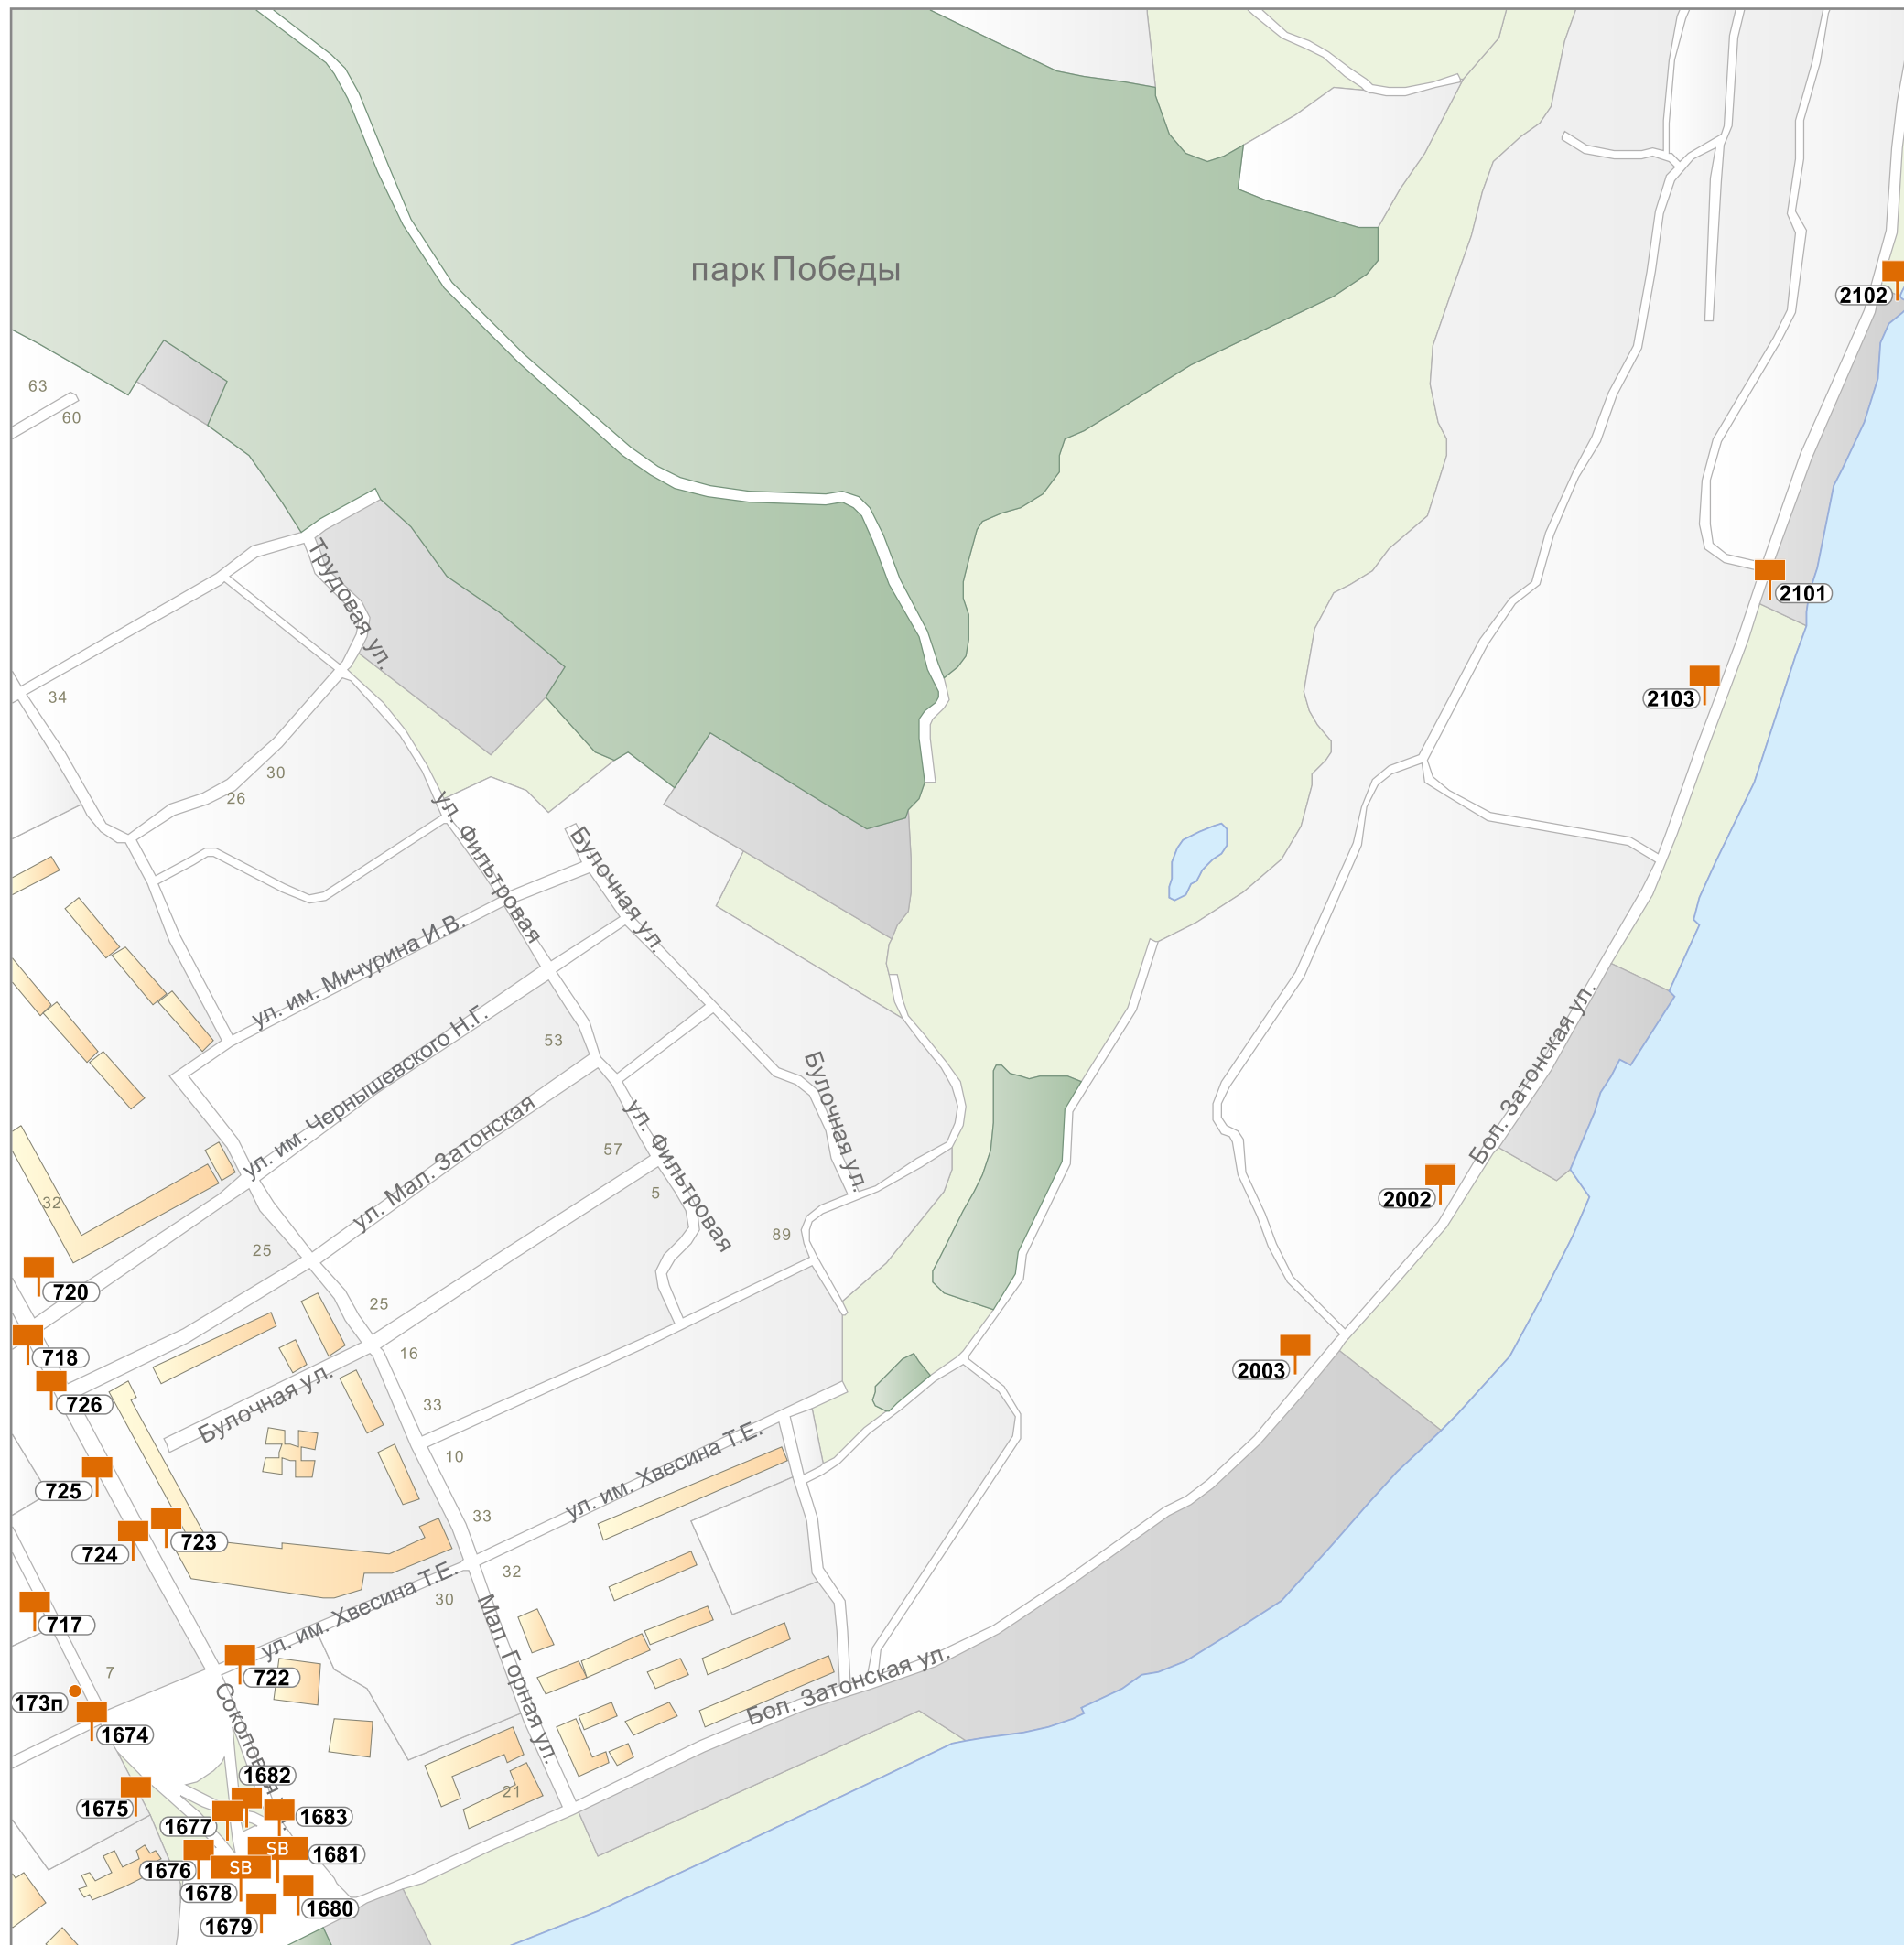 парк Победы
2102
63
60
2101
Трудовая ул.
2103
34
30
26
ул. Фильтровая
Булочная ул.
ул. им. Мичурина И.В.
ул. им. Чернышевского Н.Г.
53
Бол. Затонская ул.
Булочная ул.
ул. Мал. Затонская
ул. Фильтровая
57
5
2002
32
89
25
720
25
718
16
2003
726
33
Булочная ул.
10
ул. им. Хвесина Т.Е.
725
33
723
724
32
ул. им. Хвесина Т.Е.
30
717
Мал. Горная ул.
7
722
Бол. Затонская ул.
173п
1674
Соколовая
1682
21
1675
1683
1677
SB
1681
1676
SB
1678
1680
1679